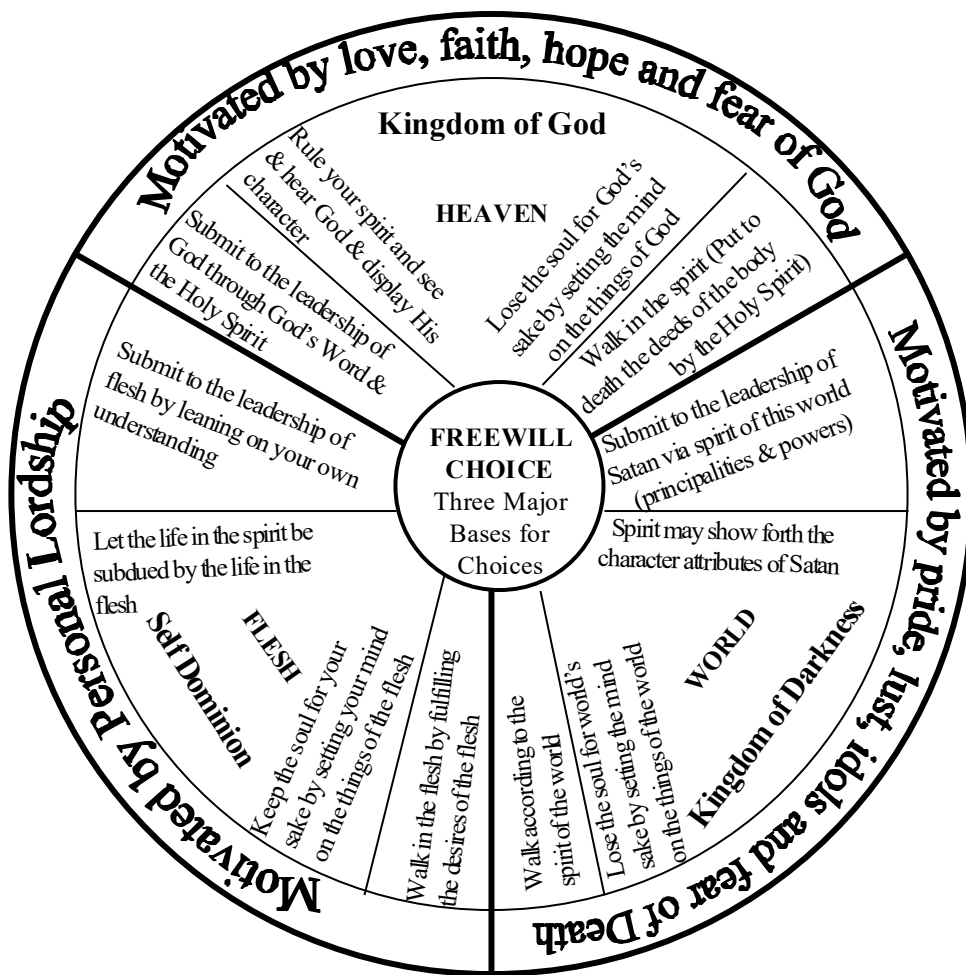 Motivated by love, faith, hope and fear of God
Kingdom of God
HEAVEN
Submit to the leadership of
God through God's Word &
the Holy Spirit
Rule your spirit and see
& hear God & display His
character
Lose the soul for God's
sake by setting the mind
on the things of God
Walk in the spirit (Put to
death the deeds of the body
by the Holy Spirit)
FREEWILL
CHOICE
Three Major
Bases for
Choices
Motivated by pride, lust, idols and fear of Death
Submit to the leadership of
Satan via spirit of this world
(principalities & powers)
Spirit may show forth the
character attributes of Satan
WORLD
Kingdom of Darkness
Lose the soul for world's
sake by setting the mind
on the things of the world
Walk according to the
spirit of the world
Motivated by Personal Lordship
Submit to the leadership of
flesh by leaning on your own
understanding
Let the life in the spirit be
subdued by the life in the
flesh
FLESH
Self Dominion
Keep the soul for your
sake by setting your mind
on the things of the flesh
Walk in the flesh by fulfilling
the desires of the flesh